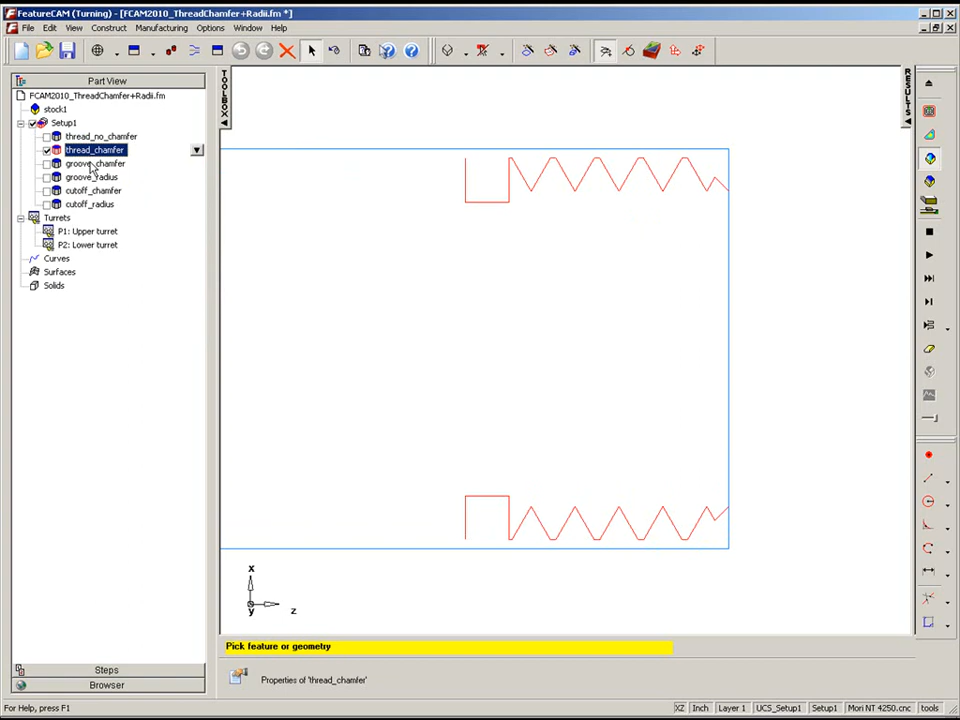 FeatureCAM (Turning) - [FCAM2010_ThreadChamfer+Radii.fm *]
File Edit View Construct Manufacturing Options Window Help
Part View
FCAM2010_ThreadChamfer+Radii.fm
stock1
Setup1
thread_no_chamfer
thread_chamfer
groove_chamfer
groove_radius
cutoff_chamfer
cutoff_radius
Turrets
P1: Upper turret
P2: Lower turret
Curves
Surfaces
Solids
Steps
Browser
TOOLBOX
RESULTS
x
z
y
Pick feature or geometry
Properties of 'thread_chamfer'
For Help, press F1
XZ Inch Layer 1 UCS_Setup1 Setup1 Mori NT 4250.cnc tools